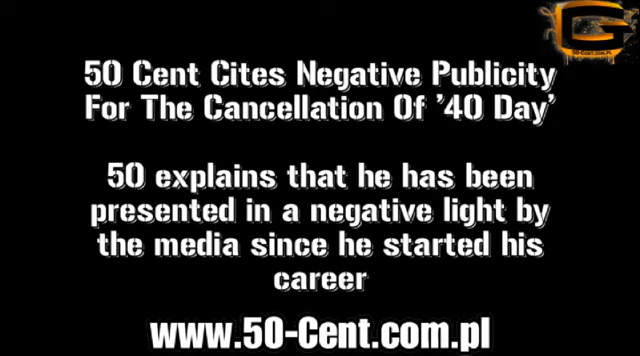 50 Cent Cites Negative Publicity
For The Cancellation Of '40 Day'
50 explains that he has been
presented in a negative light by
the media since he started his
career
www.50-Cent.com.pl